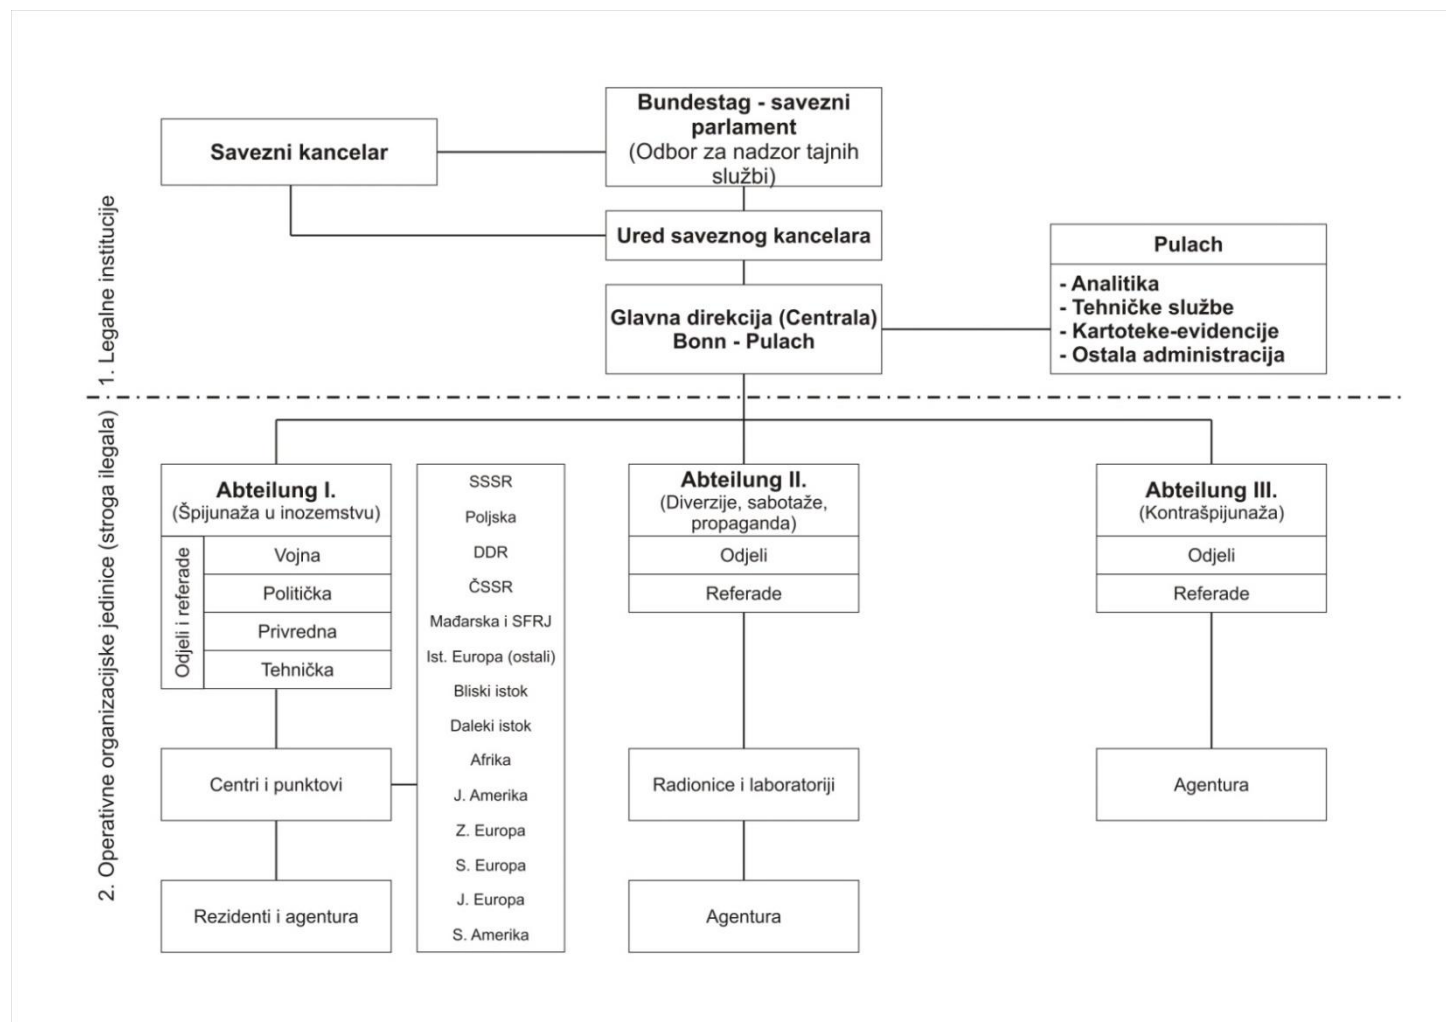 Bundestag - savezni
parlament
(Odbor za nadzor tajnih
službi)
Savezni kancelar
Ured saveznog kancelara
Glavna direkcija (Centrala)
Bonn - Pulach
Pulach
- Analitika
- Tehničke službe
- Kartoteke-evidencije
- Ostala administracija
1. Legalne institucije
2. Operativne organizacijske jedinice (stroga ilegala)
Abteilung I.
(Špijunaža u inozemstvu)
Odjeli i referade
Vojna
Politička
Privredna
Tehnička
Centri i punktovi
Rezidenti i agentura
SSSR
Poljska
DDR
ČSSR
Mađarska i SFRJ
Ist. Europa (ostali)
Bliski istok
Daleki istok
Afrika
J. Amerika
Z. Europa
S. Europa
J. Europa
S. Amerika
Abteilung II.
(Diverzije, sabotaže,
propaganda)
Odjeli
Referade
Radionice i laboratoriji
Agentura
Abteilung III.
(Kontrašpijunaža)
Odjeli
Referade
Agentura